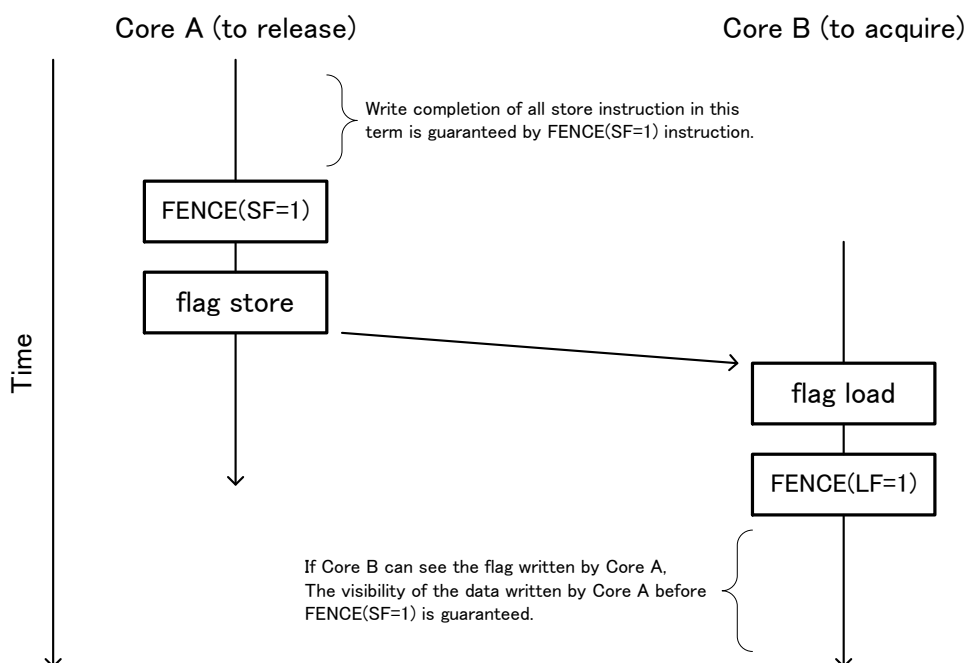 Core A (to release)
Core B (to acquire)
Write completion of all store instruction in this
term is guaranteed by FENCE(SF=1) instruction.
FENCE(SF=1)
flag store
Time
flag load
FENCE(LF=1)
If Core B can see the flag written by Core A,
The visibility of the data written by Core A before
FENCE(SF=1) is guaranteed.